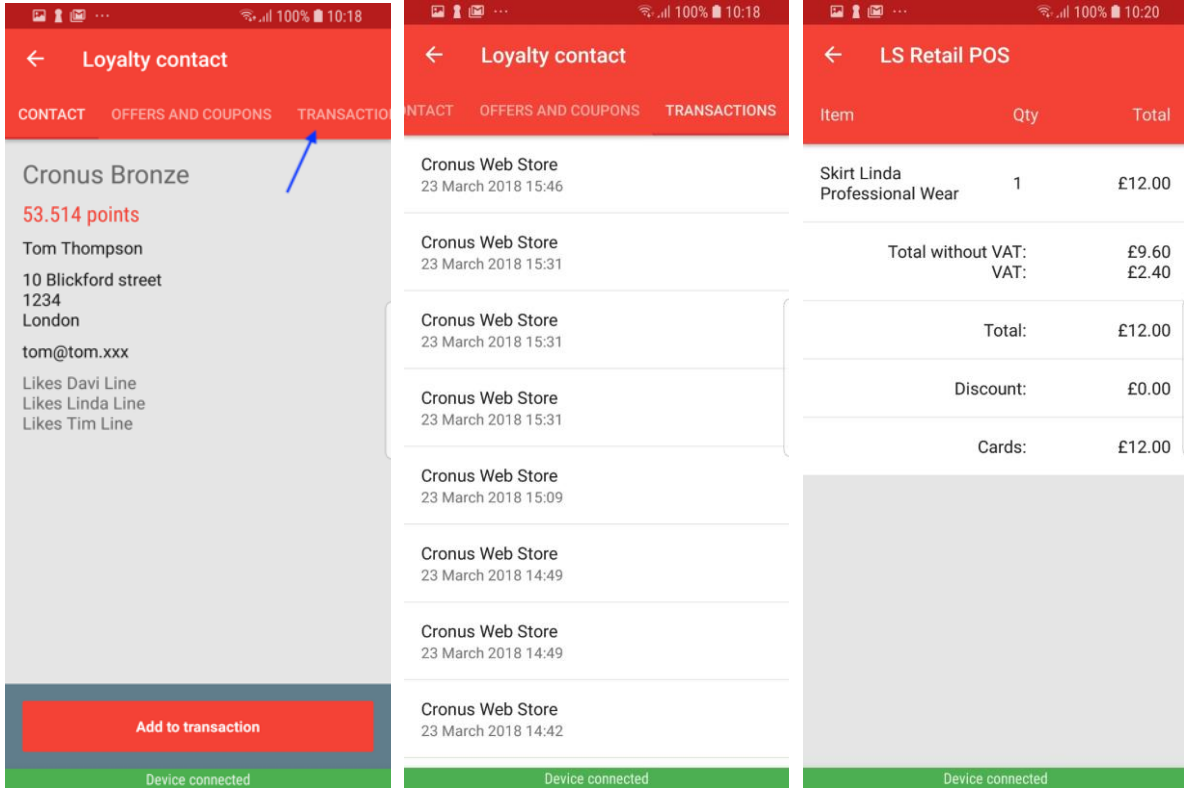 100% 10:18
Loyalty contact
CONTACT OFFERS AND COUPONS TRANSACTIO
Cronus Bronze
53.514 points
Tom Thompson
10 Blickford street
1234
London
tom@tom.xxx
Likes Davi Line
Likes Linda Line
Likes Tim Line
Add to transaction
Device connected
100% 10:18
Loyalty contact
NTACT OFFERS AND COUPONS TRANSACTIONS
Cronus Web Store
23 March 2018 15:46
Cronus Web Store
23 March 2018 15:31
Cronus Web Store
23 March 2018 15:31
Cronus Web Store
23 March 2018 15:31
Cronus Web Store
23 March 2018 15:09
Cronus Web Store
23 March 2018 14:49
Cronus Web Store
23 March 2018 14:49
Cronus Web Store
23 March 2018 14:42
Device connected
100% 10:20
LS Retail POS
Item Qty Total
Skirt Linda
Professional Wear 1 £12.00
Total without VAT: £9.60
VAT: £2.40
Total: £12.00
Discount: £0.00
Cards: £12.00
Device connected